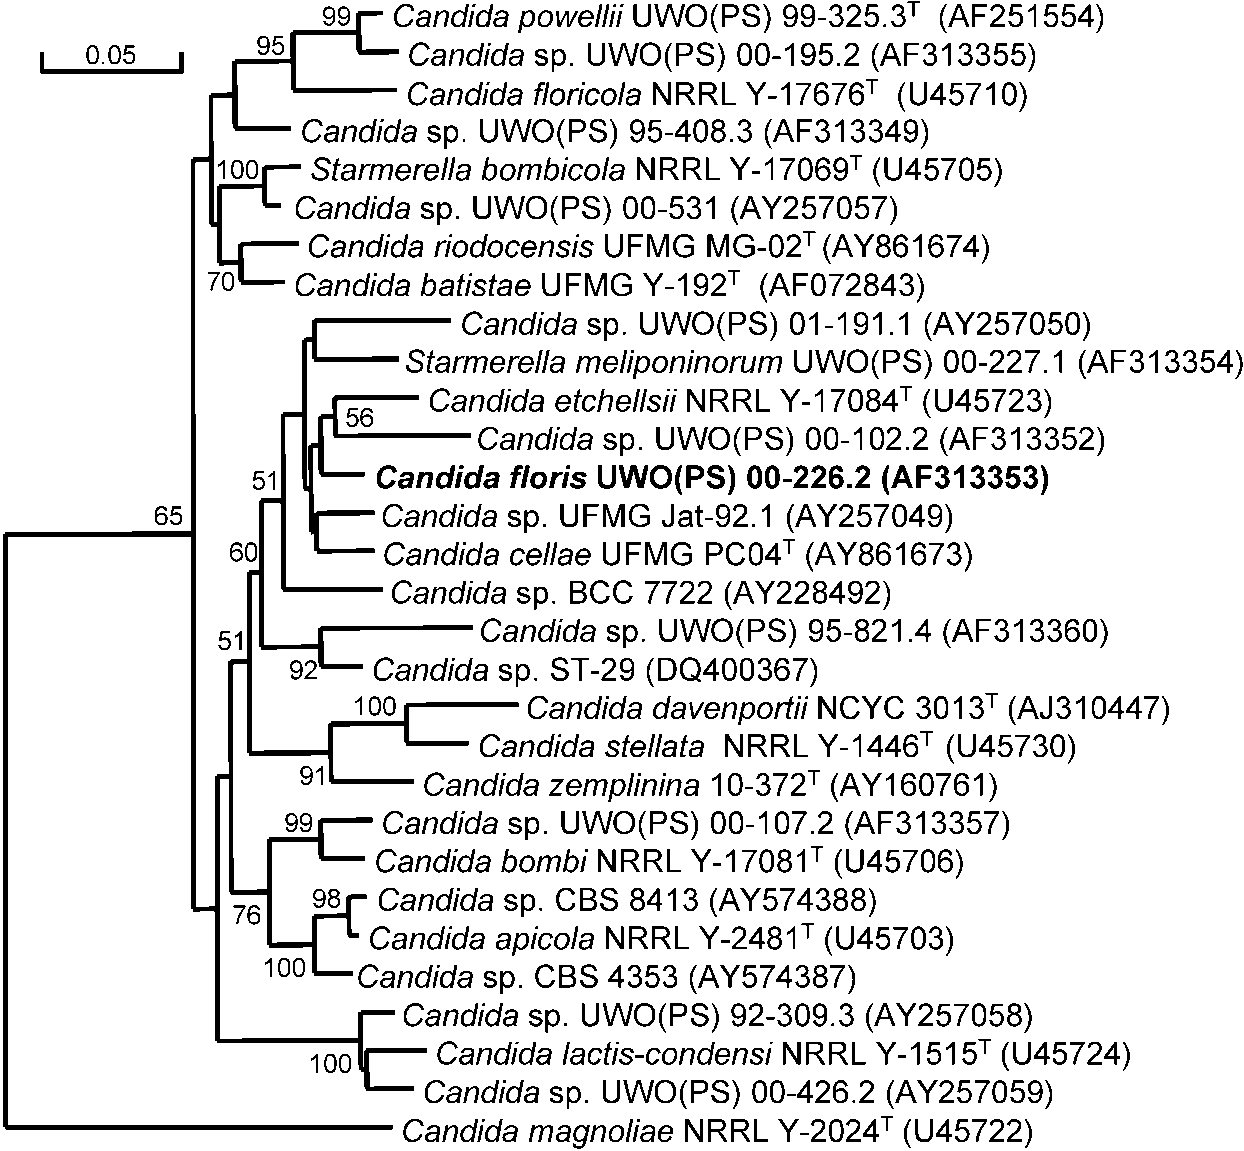 99 Candida powellii UWO(PS) 99-325.3ᵀ (AF251554)
0.05 95 Candida sp. UWO(PS) 00-195.2 (AF313355)
Candida floricola NRRL Y-17676ᵀ (U45710)
Candida sp. UWO(PS) 95-408.3 (AF313349)
100 Starmerella bombicola NRRL Y-17069ᵀ (U45705)
Candida sp. UWO(PS) 00-531 (AY257057)
Candida riodocensis UFMG MG-02ᵀ (AY861674)
70 Candida batistae UFMG Y-192ᵀ (AF072843)
Candida sp. UWO(PS) 01-191.1 (AY257050)
Starmerella meliponinorum UWO(PS) 00-227.1 (AF313354)
Candida etchellsii NRRL Y-17084ᵀ (U45723)
56
Candida sp. UWO(PS) 00-102.2 (AF313352)
51 Candida floris UWO(PS) 00-226.2 (AF313353)
65 Candida sp. UFMG Jat-92.1 (AY257049)
60 Candida cellae UFMG PC04ᵀ (AY861673)
Candida sp. BCC 7722 (AY228492)
51 Candida sp. UWO(PS) 95-821.4 (AF313360)
92 Candida sp. ST-29 (DQ400367)
100 Candida davenportii NCYC 3013ᵀ (AJ310447)
Candida stellata NRRL Y-1446ᵀ (U45730)
91 Candida zemplinina 10-372ᵀ (AY160761)
99 Candida sp. UWO(PS) 00-107.2 (AF313357)
Candida bombi NRRL Y-17081ᵀ (U45706)
98 Candida sp. CBS 8413 (AY574388)
76
Candida apicola NRRL Y-2481ᵀ (U45703)
100 Candida sp. CBS 4353 (AY574387)
Candida sp. UWO(PS) 92-309.3 (AY257058)
100 Candida lactis-condensi NRRL Y-1515ᵀ (U45724)
Candida sp. UWO(PS) 00-426.2 (AY257059)
Candida magnoliae NRRL Y-2024ᵀ (U45722)